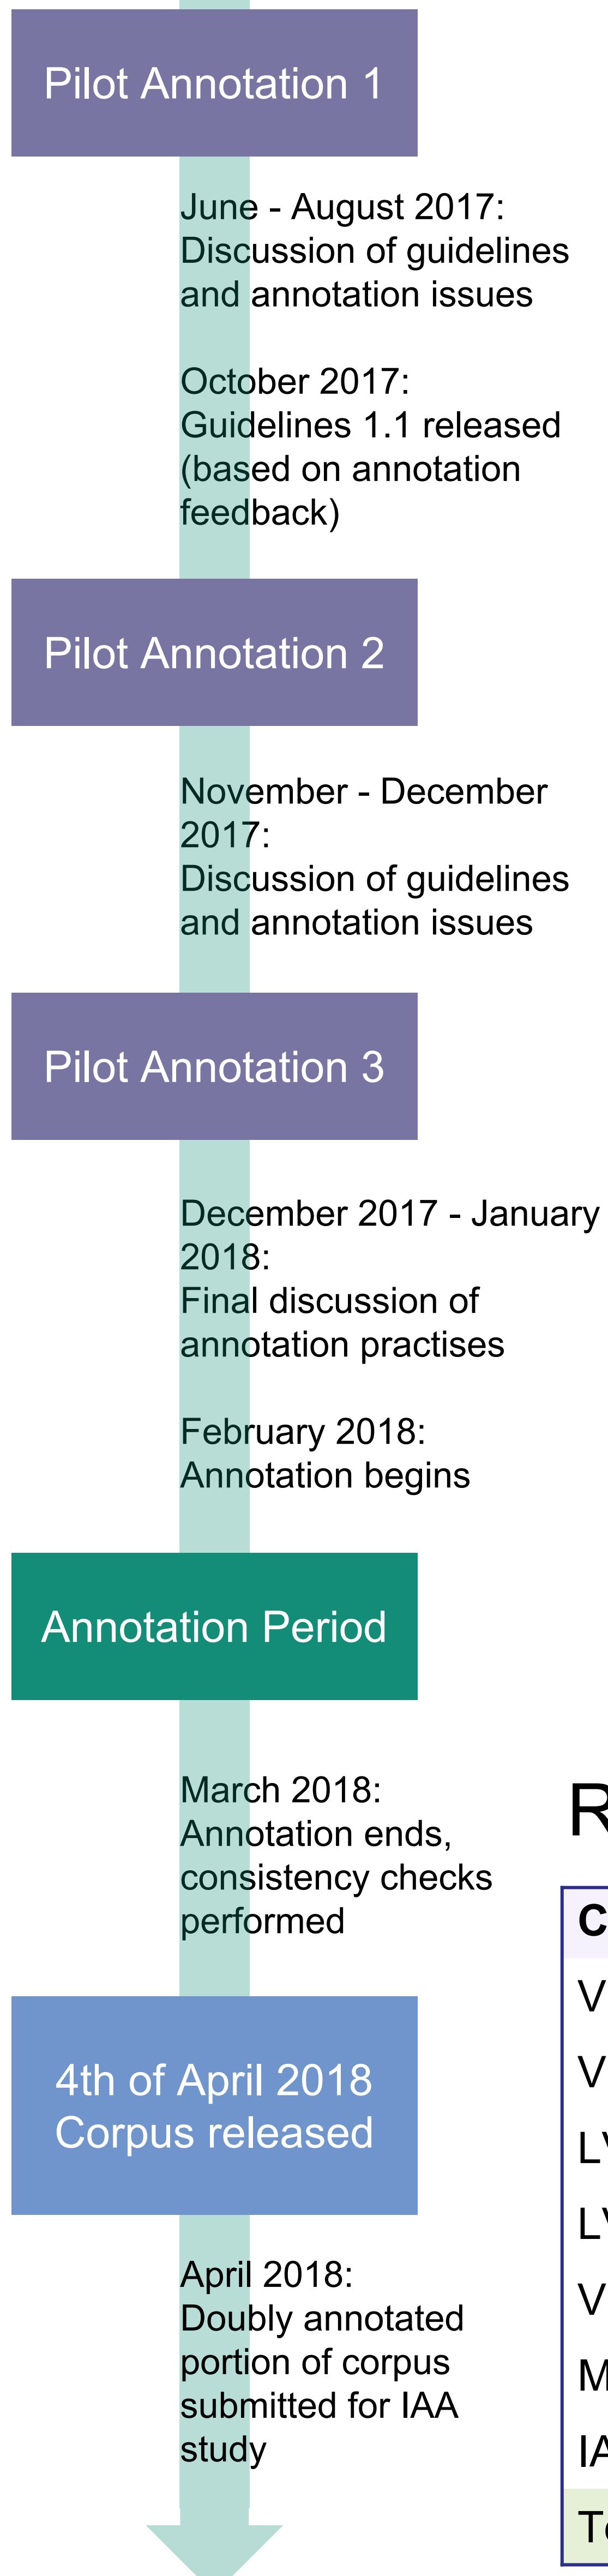 Pilot Annotation 1
June - August 2017:
Discussion of guidelines
and annotation issues
October 2017:
Guidelines 1.1 released
(based on annotation
feedback)
Pilot Annotation 2
November - December
2017:
Discussion of guidelines
and annotation issues
Pilot Annotation 3
December 2017 - January
2018:
Final discussion of
annotation practises
February 2018:
Annotation begins
Annotation Period
March 2018:
Annotation ends,
consistency checks
performed
4th of April 2018
Corpus released
April 2018:
Doubly annotated
portion of corpus
submitted for IAA
study